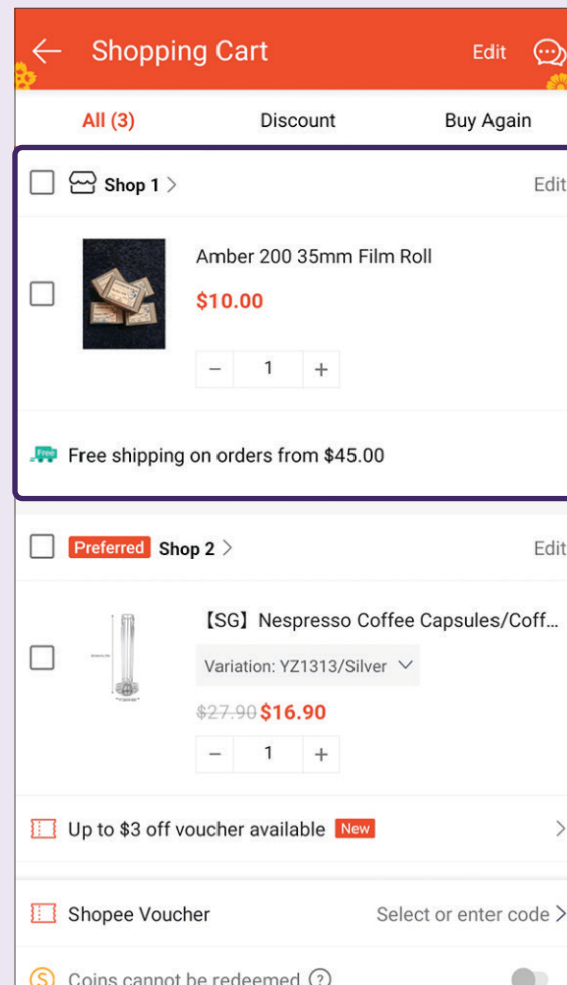 Shopping Cart
Edit
All (3)
Discount
Buy Again
Shop 1 >
Edit
Amber 200 35mm Film Roll
$10.00
− 1 +
Free
Free shipping on orders from $45.00
Preferred Shop 2 >
Edit
【SG】Nespresso Coffee Capsules/Coff...
Variation: YZ1313/Silver
$27.90 $16.90
− 1 +
Up to $3 off voucher available New >
Shopee Voucher
Select or enter code >
S Coins cannot be redeemed ?